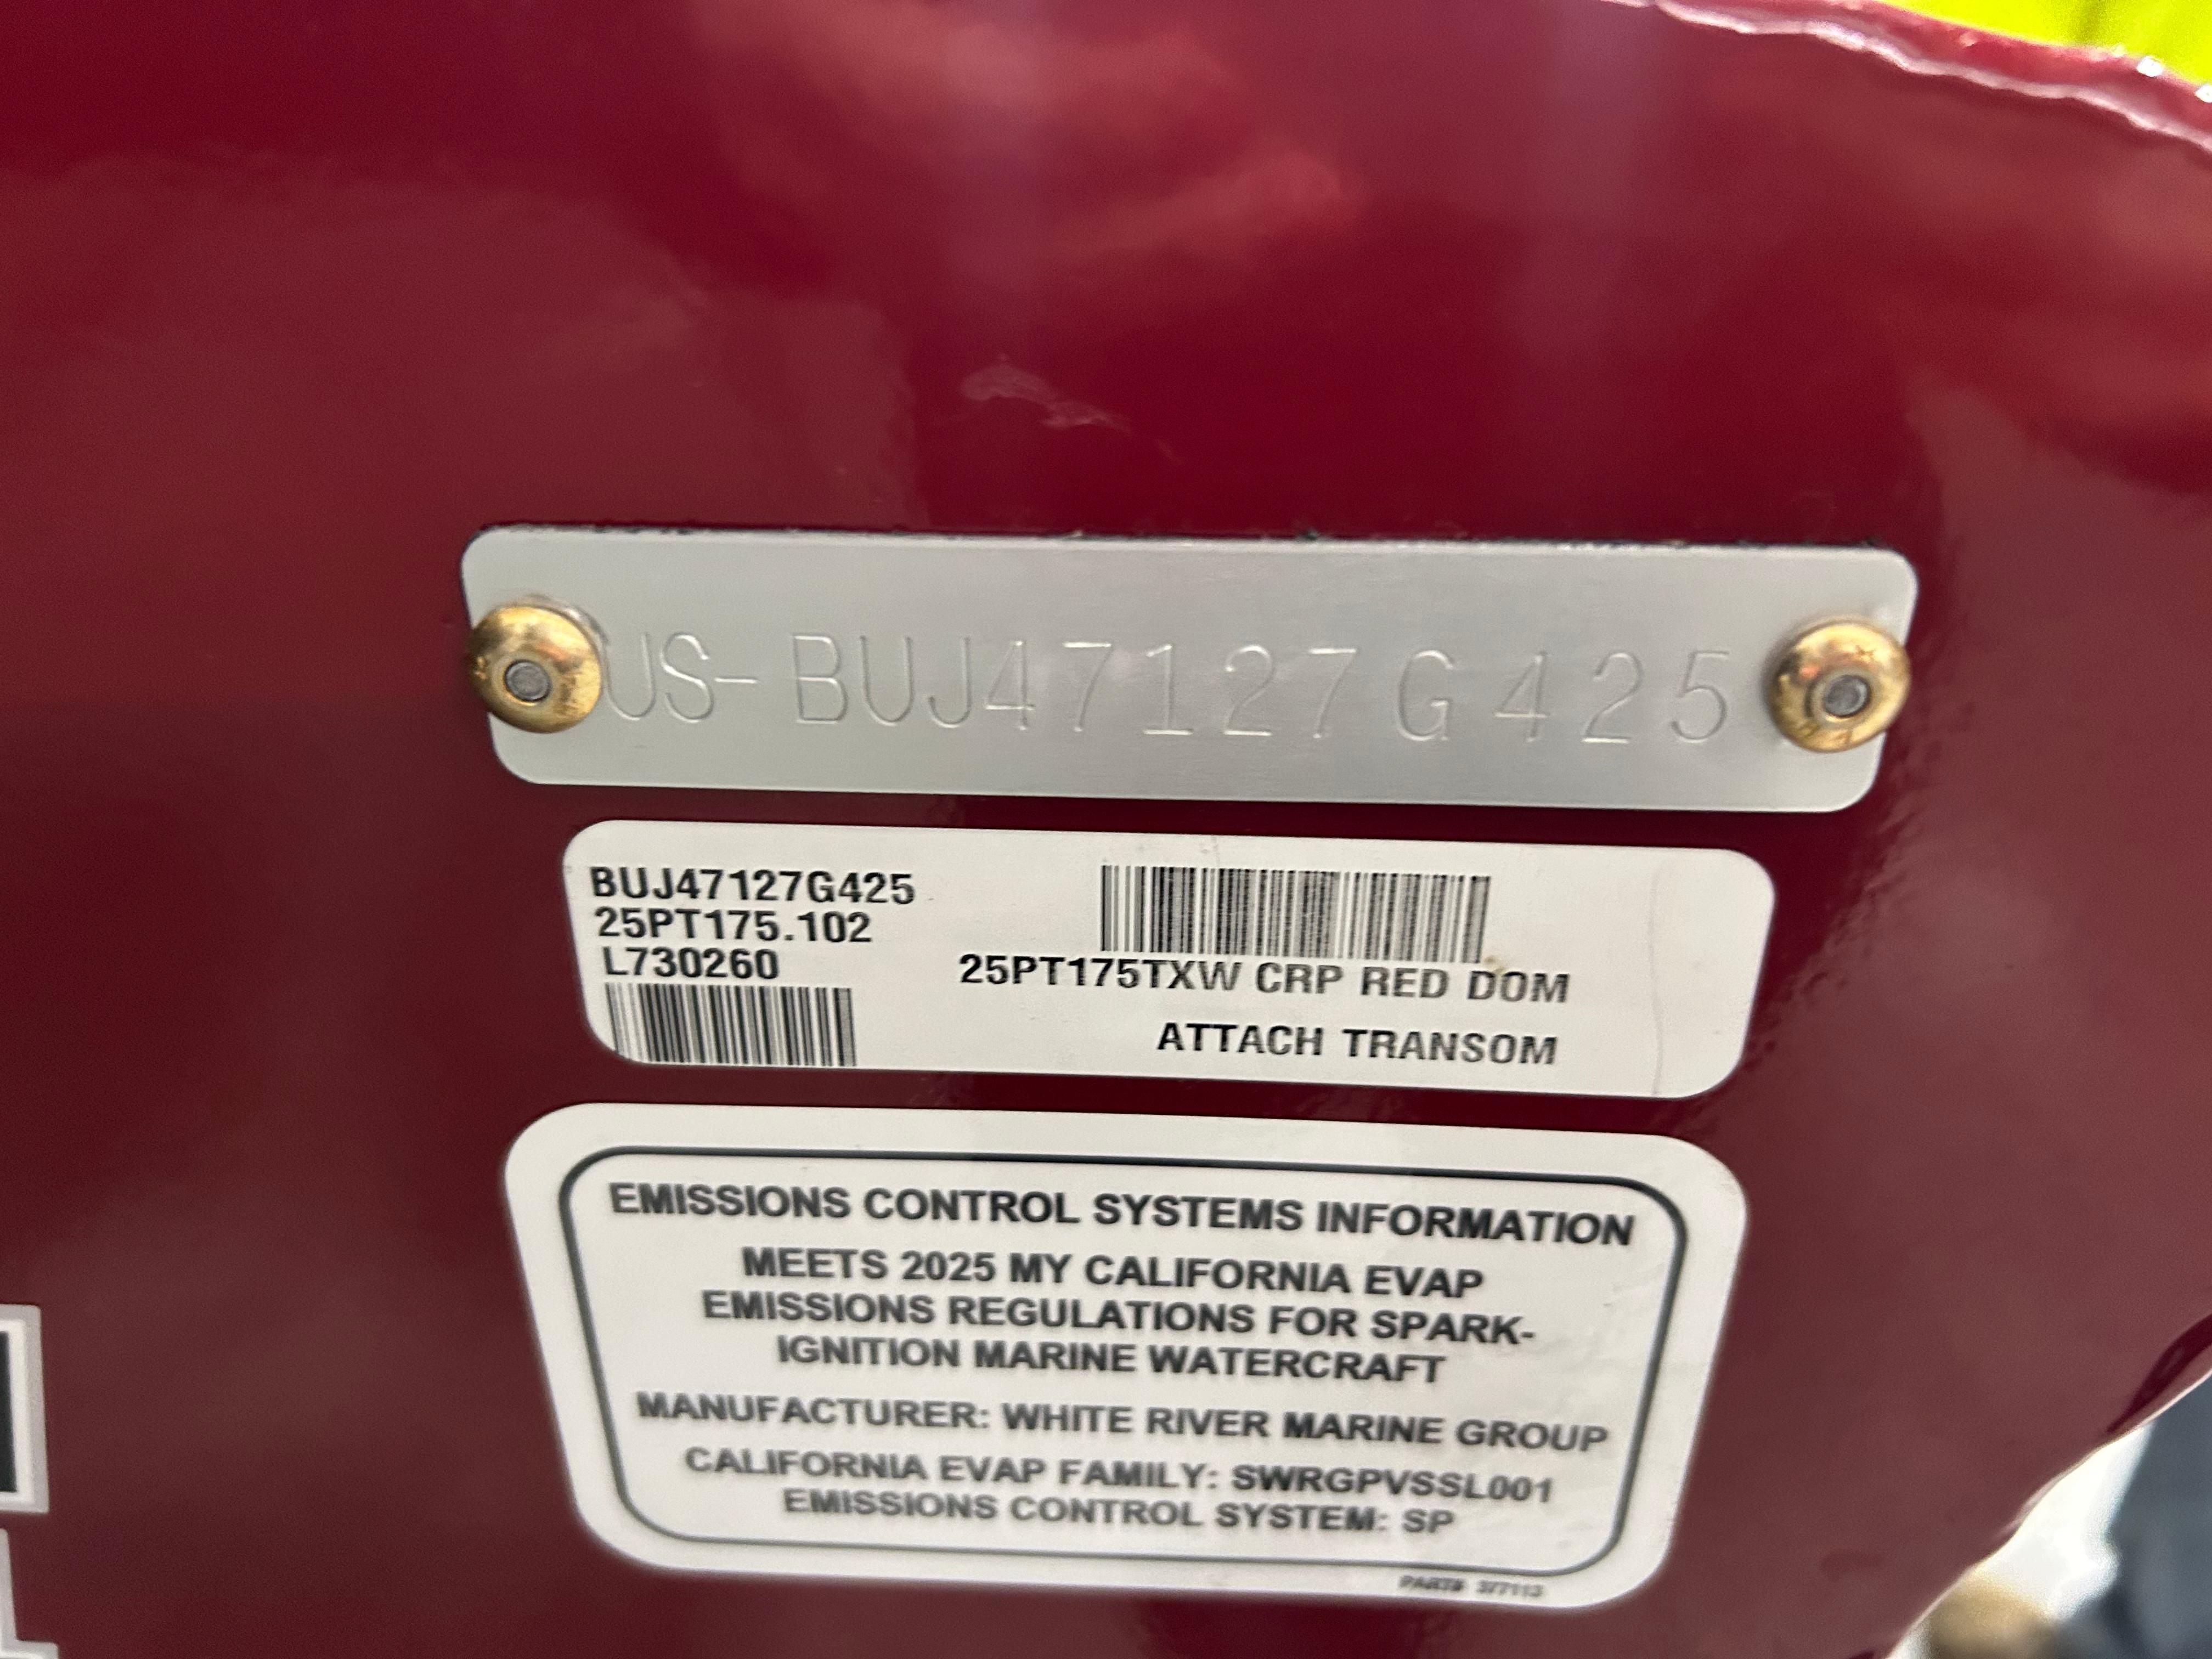 US-BUJ47127G425
BUJ47127G425
25PT175.102
L730260
25PT175TXW CRP RED DOM
ATTACH TRANSOM
EMISSIONS CONTROL SYSTEMS INFORMATION
MEETS 2025 MY CALIFORNIA EVAP
EMISSIONS REGULATIONS FOR SPARK-
IGNITION MARINE WATERCRAFT
MANUFACTURER: WHITE RIVER MARINE GROUP
CALIFORNIA EVAP FAMILY: SWRGPVSSL001
EMISSIONS CONTROL SYSTEM: SP